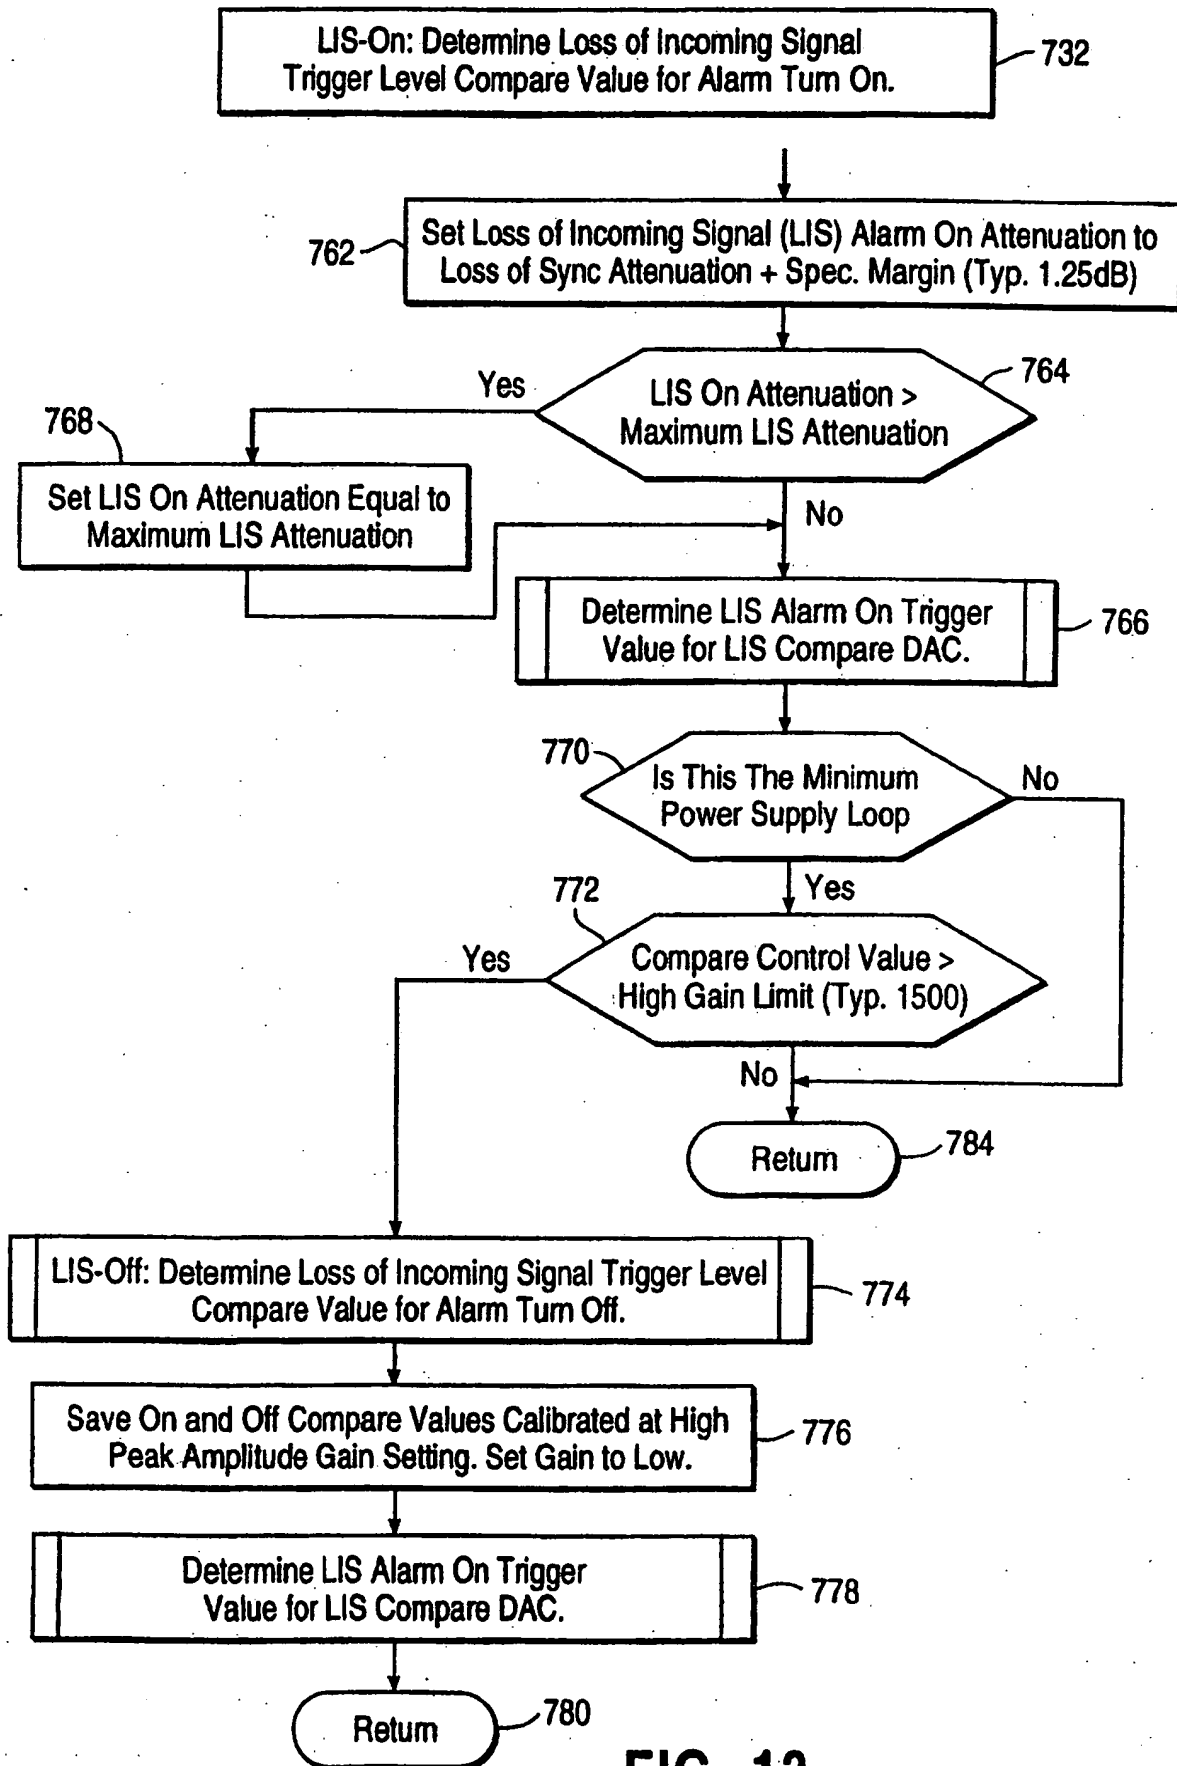 LIS-On: Determine Loss of Incoming Signal
Trigger Level Compare Value for Alarm Turn On.
732
762
Set Loss of Incoming Signal (LIS) Alarm On Attenuation to
Loss of Sync Attenuation + Spec. Margin (Typ. 1.25dB)
764
Yes
LIS On Attenuation >
Maximum LIS Attenuation
768
Set LIS On Attenuation Equal to
Maximum LIS Attenuation
No
Determine LIS Alarm On Trigger
Value for LIS Compare DAC.
766
770
Is This The Minimum
Power Supply Loop
No
Yes
772
Yes
Compare Control Value >
High Gain Limit (Typ. 1500)
No
Return
784
LIS-Off: Determine Loss of Incoming Signal Trigger Level
Compare Value for Alarm Turn Off.
774
Save On and Off Compare Values Calibrated at High
Peak Amplitude Gain Setting. Set Gain to Low.
776
Determine LIS Alarm On Trigger
Value for LIS Compare DAC.
778
Return
780